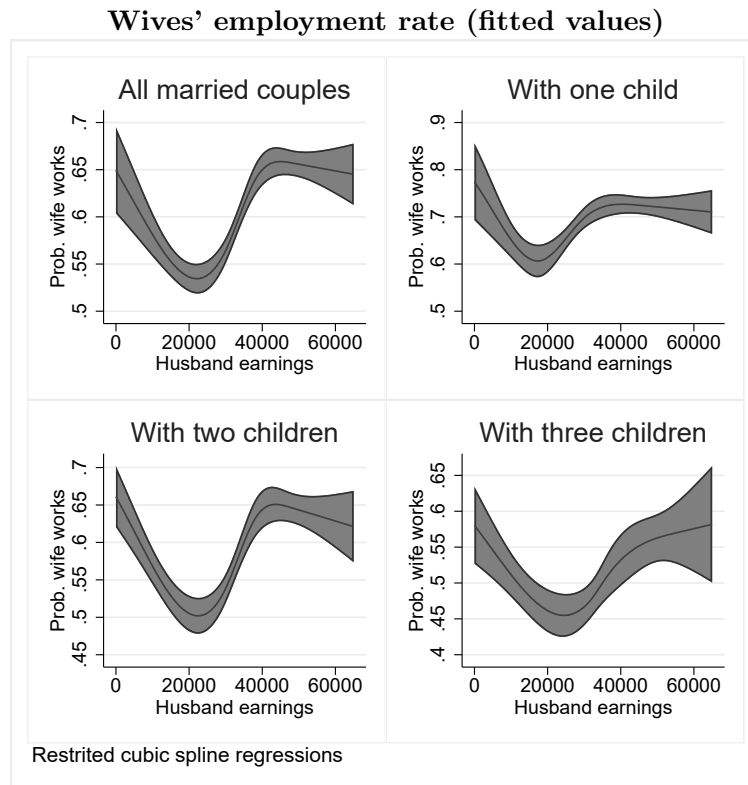 Wives' employment rate (fitted values)
All married couples
.7
.65
.6
.55
.5
Prob. wife works
0 20000 40000 60000
Husband earnings
With one child
.9
.8
.7
.6
.5
Prob. wife works
0 20000 40000 60000
Husband earnings
With two children
.7
.65
.6
.55
.5
.45
Prob. wife works
0 20000 40000 60000
Husband earnings
With three children
.65
.6
.55
.5
.45
.4
Prob. wife works
0 20000 40000 60000
Husband earnings
Restrited cubic spline regressions